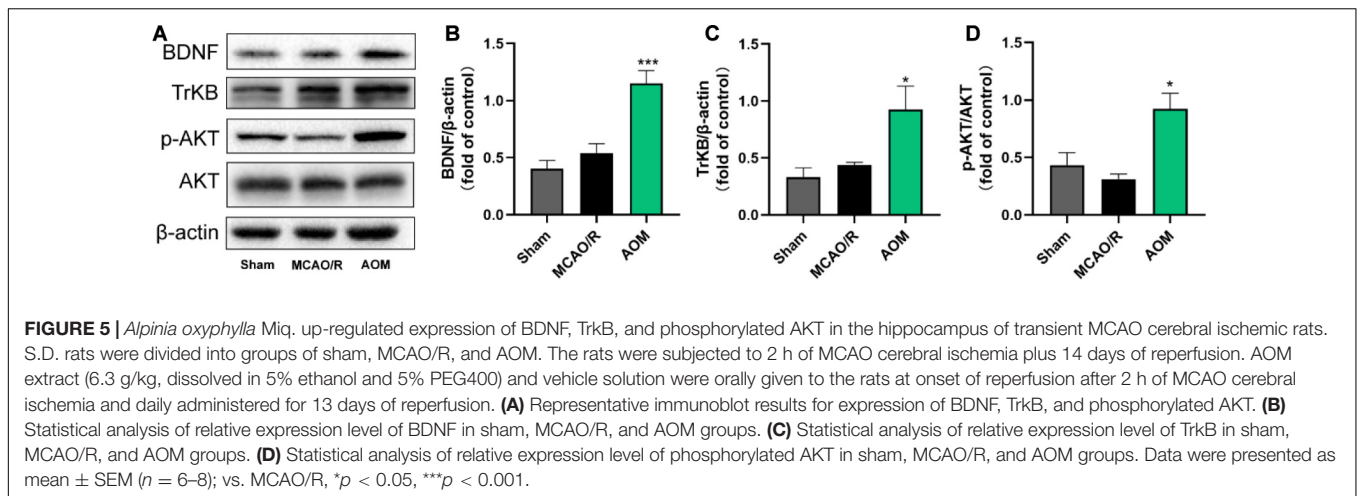 A
BDNF
TrKB
p-AKT
AKT
β-actin
Sham MCAO/R AOM
B
BDNF/β-actin
(fold of control)
1.5
1.0
0.5
0.0
***
Sham
MCAO/R
AOM
C
TrKB/β-actin
(fold of control)
1.5
1.0
0.5
0.0
*
Sham
MCAO/R
AOM
D
p-AKT/AKT
(fold of control)
1.5
1.0
0.5
0.0
*
Sham
MCAO/R
AOM
FIGURE 5 | Alpinia oxyphylla Miq. up-regulated expression of BDNF, TrkB, and phosphorylated AKT in the hippocampus of transient MCAO cerebral ischemic rats.
S.D. rats were divided into groups of sham, MCAO/R, and AOM. The rats were subjected to 2 h of MCAO cerebral ischemia plus 14 days of reperfusion. AOM
extract (6.3 g/kg, dissolved in 5% ethanol and 5% PEG400) and vehicle solution were orally given to the rats at onset of reperfusion after 2 h of MCAO cerebral
ischemia and daily administered for 13 days of reperfusion. (A) Representative immunoblot results for expression of BDNF, TrkB, and phosphorylated AKT. (B)
Statistical analysis of relative expression level of BDNF in sham, MCAO/R, and AOM groups. (C) Statistical analysis of relative expression level of TrkB in sham,
MCAO/R, and AOM groups. (D) Statistical analysis of relative expression level of phosphorylated AKT in sham, MCAO/R, and AOM groups. Data were presented as
mean ± SEM (n = 6–8); vs. MCAO/R, *p < 0.05, ***p < 0.001.